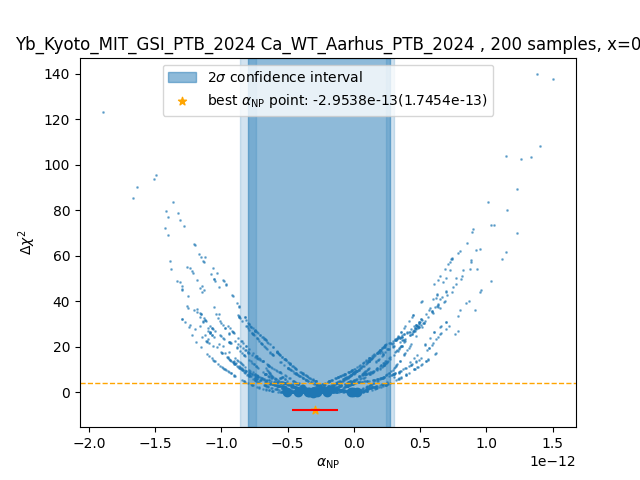 Yb_Kyoto_MIT_GSI_PTB_2024 Ca_WT_Aarhus_PTB_2024 , 200 samples, x=0
140
120
100
80
60
40
20
0
Δχ²
2σ confidence interval
best α_NP point: -2.9538e-13(1.7454e-13)
−2.0 −1.5 −1.0 −0.5 0.0 0.5 1.0 1.5
1e−12
α_NP